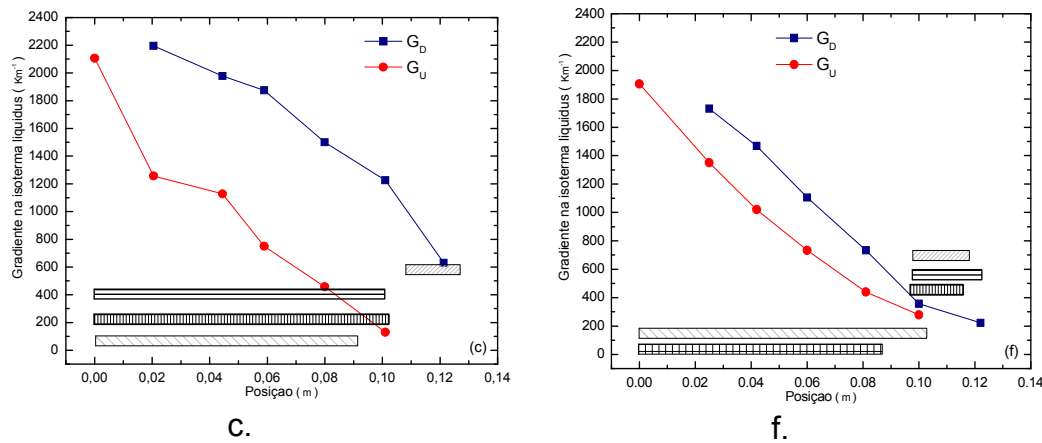 2400
2200
2000
1800
1600
1400
1200
1000
800
600
400
200
0
Gradiente na isoterma liquidus ( Km⁻¹ )
G_D
G_U
(c)
0,00 0,02 0,04 0,06 0,08 0,10 0,12 0,14
Posiçao ( m )
c.
2400
2200
2000
1800
1600
1400
1200
1000
800
600
400
200
0
Gradiente na isoterma liquidus ( Km⁻¹ )
G_D
G_U
(f)
0.00 0.02 0.04 0.06 0.08 0.10 0.12 0.14
Posiçao ( m )
f.